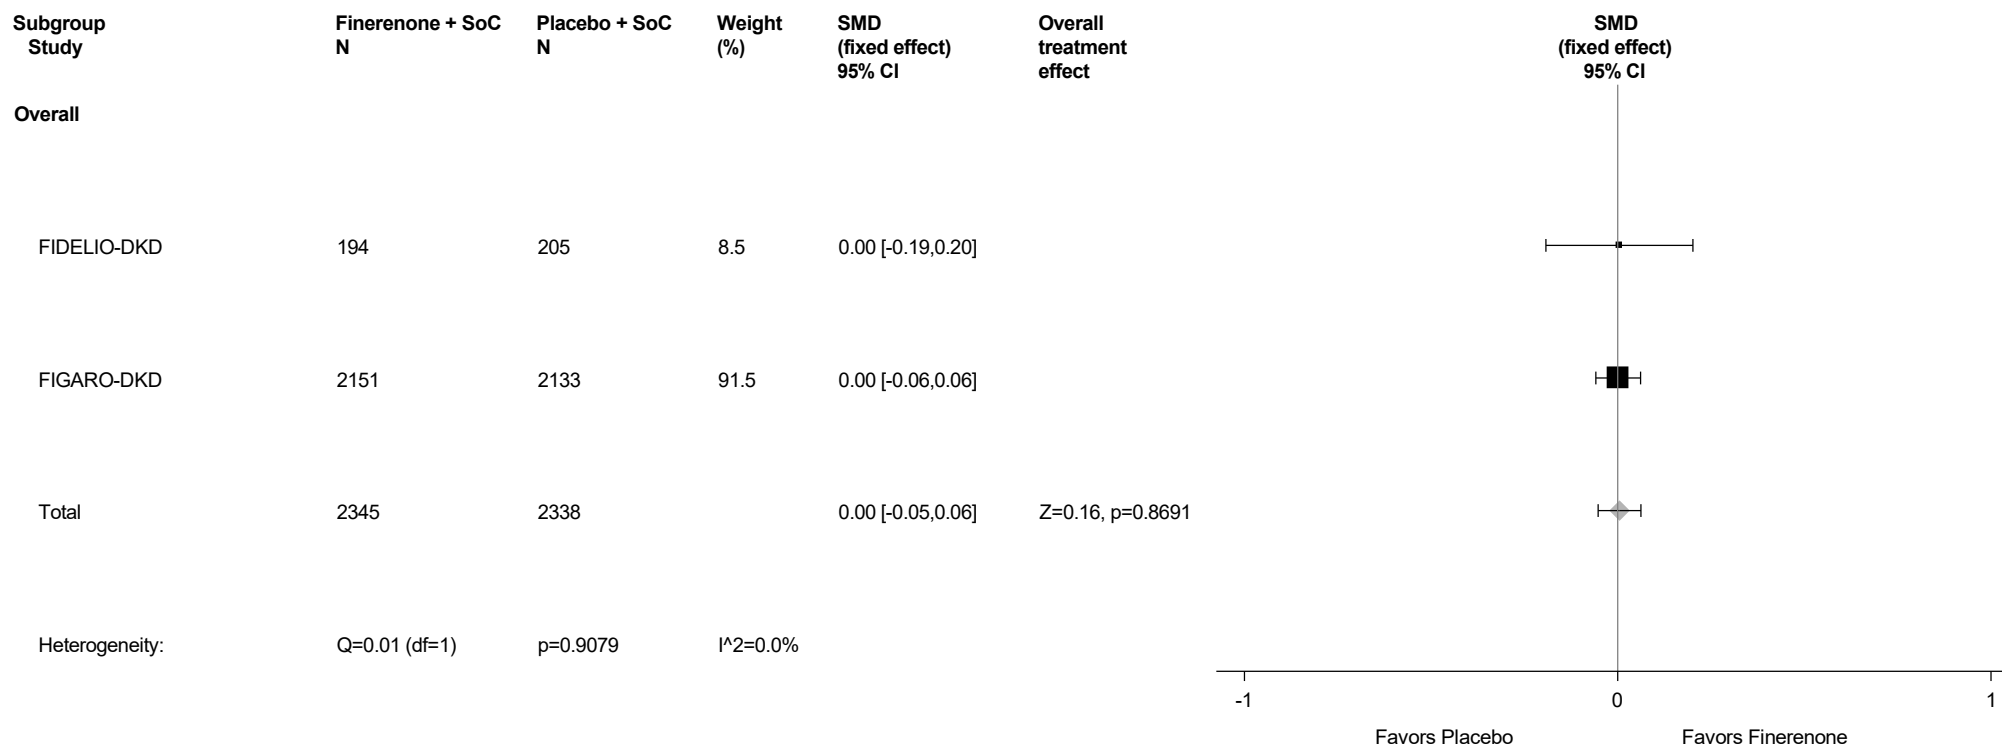 Subgroup Finerenone + SoC Placebo + SoC Weight SMD Overall SMD
Study N N (%) (fixed effect) treatment (fixed effect)
95% CI effect 95% CI
Overall
FIDELIO-DKD 194 205 8.5 0.00 [-0.19,0.20]
FIGARO-DKD 2151 2133 91.5 0.00 [-0.06,0.06]
Total 2345 2338 0.00 [-0.05,0.06] Z=0.16, p=0.8691
Heterogeneity: Q=0.01 (df=1) p=0.9079 I^2=0.0%
-1 0 1
Favors Placebo Favors Finerenone